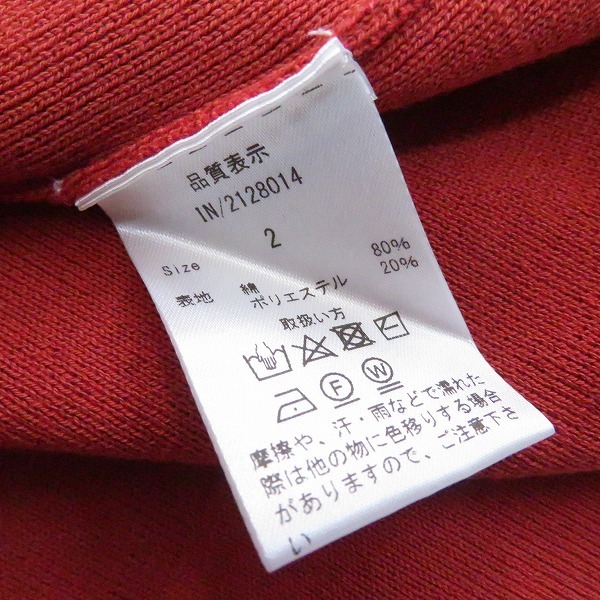 品質表示
IN/2128014
Size 2
表地 綿 80%
ポリエステル 20%
取扱い方
F W
摩擦や、汗・雨などで濡れた
際は他の物に色移りする場合
がありますので、ご注意下さ
い